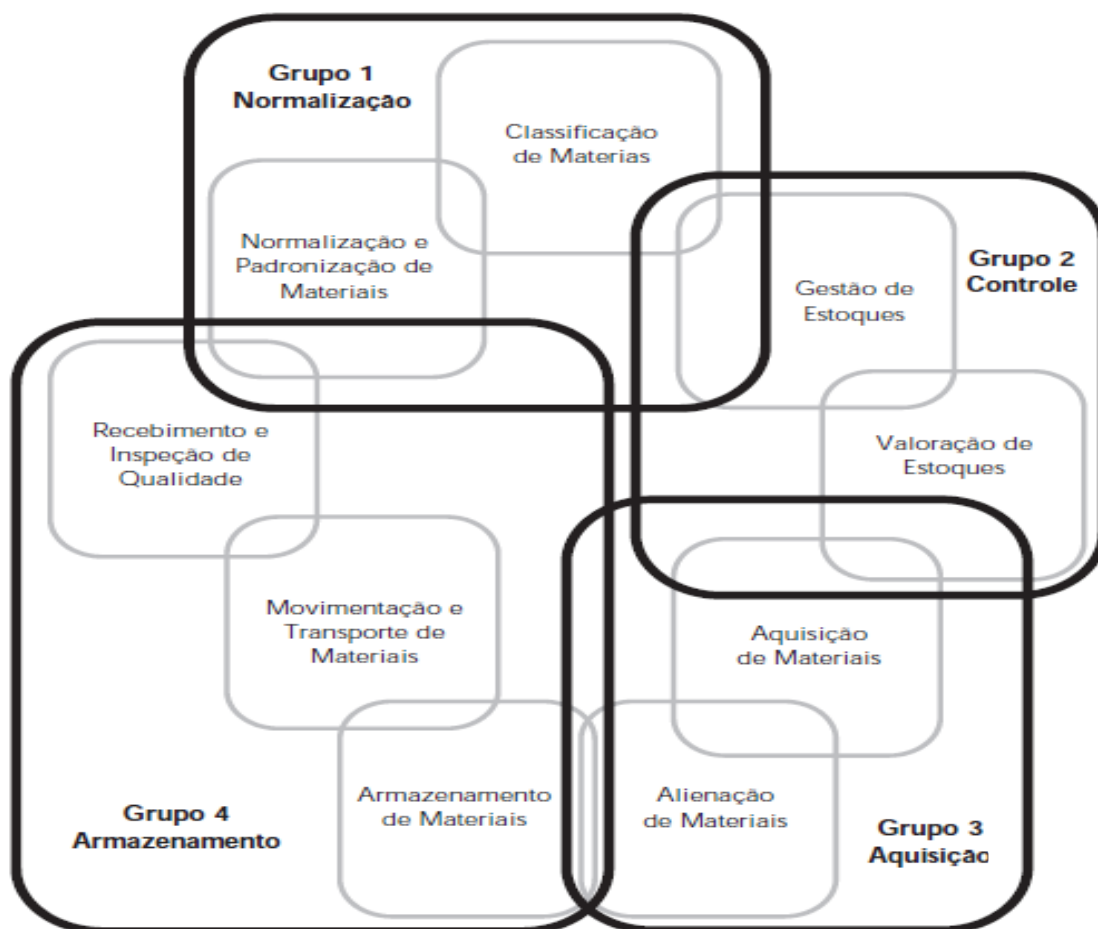 Grupo 1
Normalização
Classificação
de Materias
Normalização e
Padronização de
Materiais
Grupo 2
Controle
Gestão de
Estoques
Valoração de
Estoques
Recebimento e
Inspeção de
Qualidade
Movimentação e
Transporte de
Materiais
Aquisição
de Materiais
Armazenamento
de Materiais
Alienação
de Materiais
Grupo 4
Armazenamento
Grupo 3
Aquisição